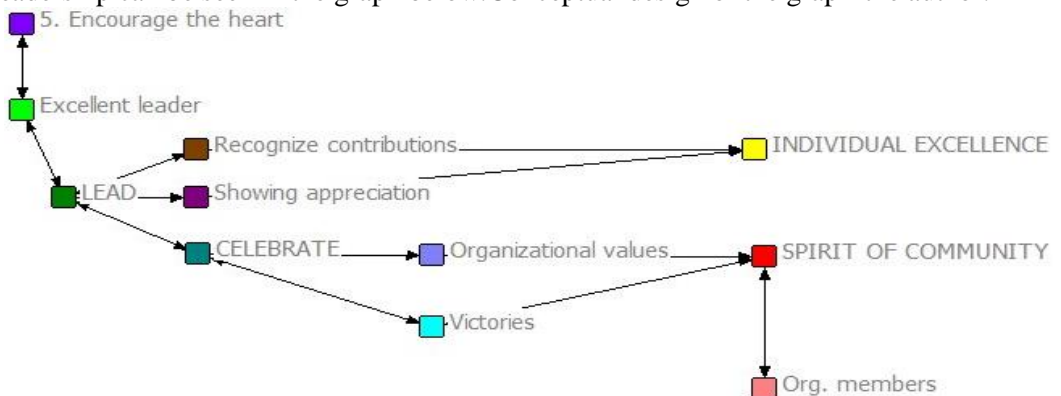 5. Encourage the heart
Excellent leader
Recognize contributions
INDIVIDUAL EXCELLENCE
LEAD
Showing appreciation
CELEBRATE
Organizational values
SPIRIT OF COMMUNITY
Victories
Org. members